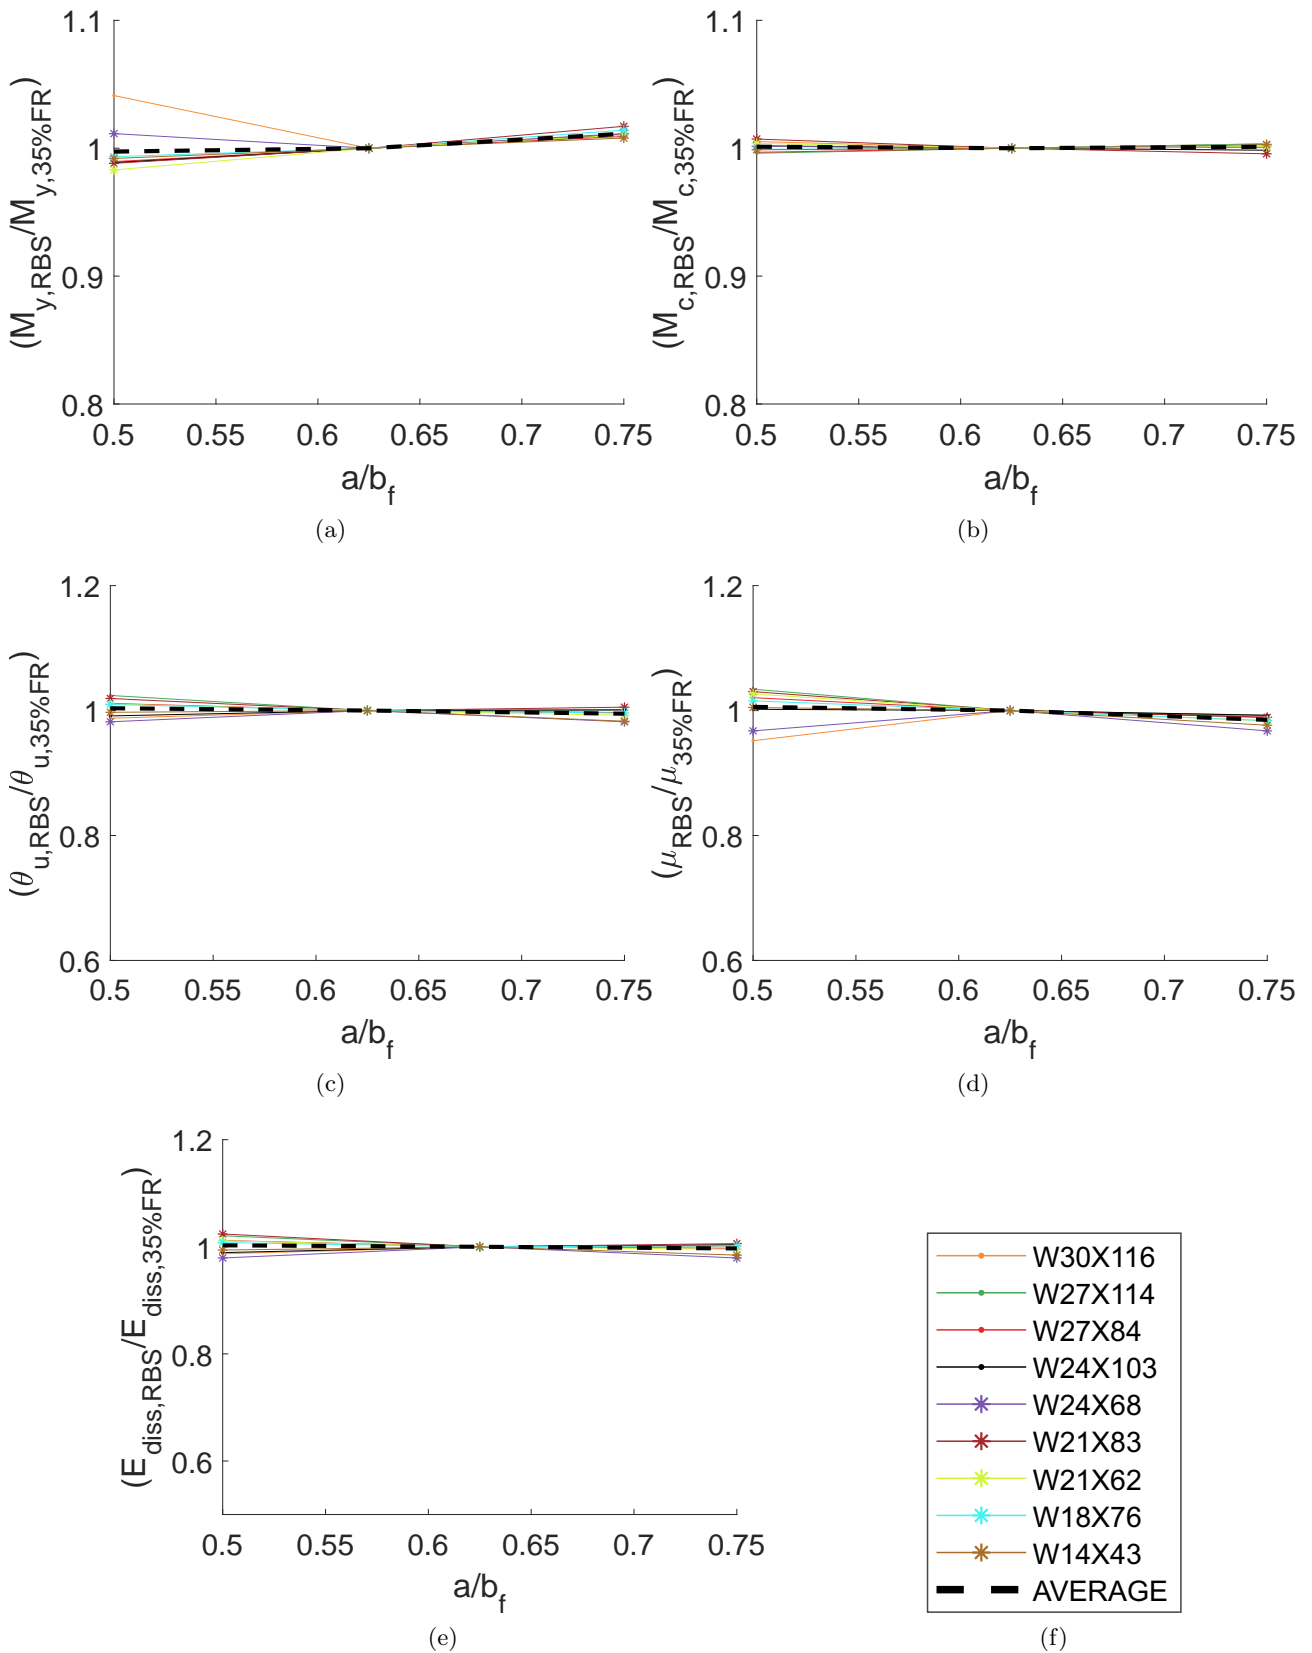 1.1
1
0.9
0.8
0.5 0.55 0.6 0.65 0.7 0.75
a/b_f
(M_y,RBS/M_y,35%FR)
(a)
1.1
1
0.9
0.8
0.5 0.55 0.6 0.65 0.7 0.75
a/b_f
(M_c,RBS/M_c,35%FR)
(b)
1.2
1
0.8
0.6
0.5 0.55 0.6 0.65 0.7 0.75
a/b_f
(θ_u,RBS/θ_u,35%FR)
(c)
1.2
1
0.8
0.6
0.5 0.55 0.6 0.65 0.7 0.75
a/b_f
(μ_RBS/μ_35%FR)
(d)
1.2
1
0.8
0.6
0.5 0.55 0.6 0.65 0.7 0.75
a/b_f
(E_diss,RBS/E_diss,35%FR)
(e)
W30X116
W27X114
W27X84
W24X103
W24X68
W21X83
W21X62
W18X76
W14X43
AVERAGE
(f)